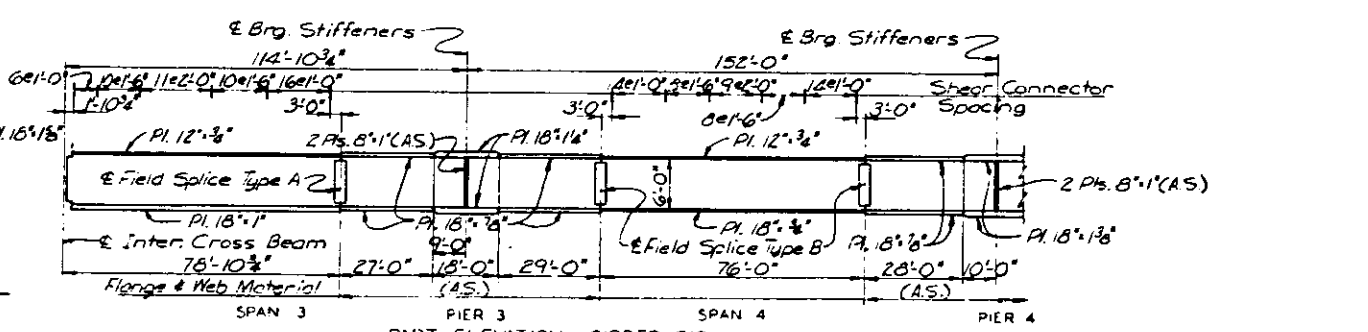 ℄ Brg. Stiffeners
℄ Brg. Stiffeners
114'-10¾"
152'-0"
6@1'-0"
10@1'-6"
11@2'-0"
10@1'-6"
16@1'-0"
4@1'-0"
9@2'-0"
14@1'-0"
Shear Connector
Spacing
1'-10¾"
3'-0"
3'-0"
8@1'-6"
3'-0"
Pl. 12"×⅜"
2 Pls. 8"×1"(A.S.)
Pl. 18"×1¼"
Pl. 12"×¾"
℄ Field Splice Type A
6'-0"
2 Pls. 8"×1"(A.S.)
Pl. 18"×1"
Pl. 18"×⅞"
Pl. 18"×¾"
℄ Inter. Cross Beam
9'-0"
℄ Field Splice Type B
Pl. 18"×⅞"
Pl. 18"×1⅜"
78'-10¾"
27'-0"
18'-0"
29'-0"
76'-0"
28'-0"
10'-0"
Flange & Web Material
(A.S.)
(A.S.)
SPAN 3
PIER 3
SPAN 4
PIER 4